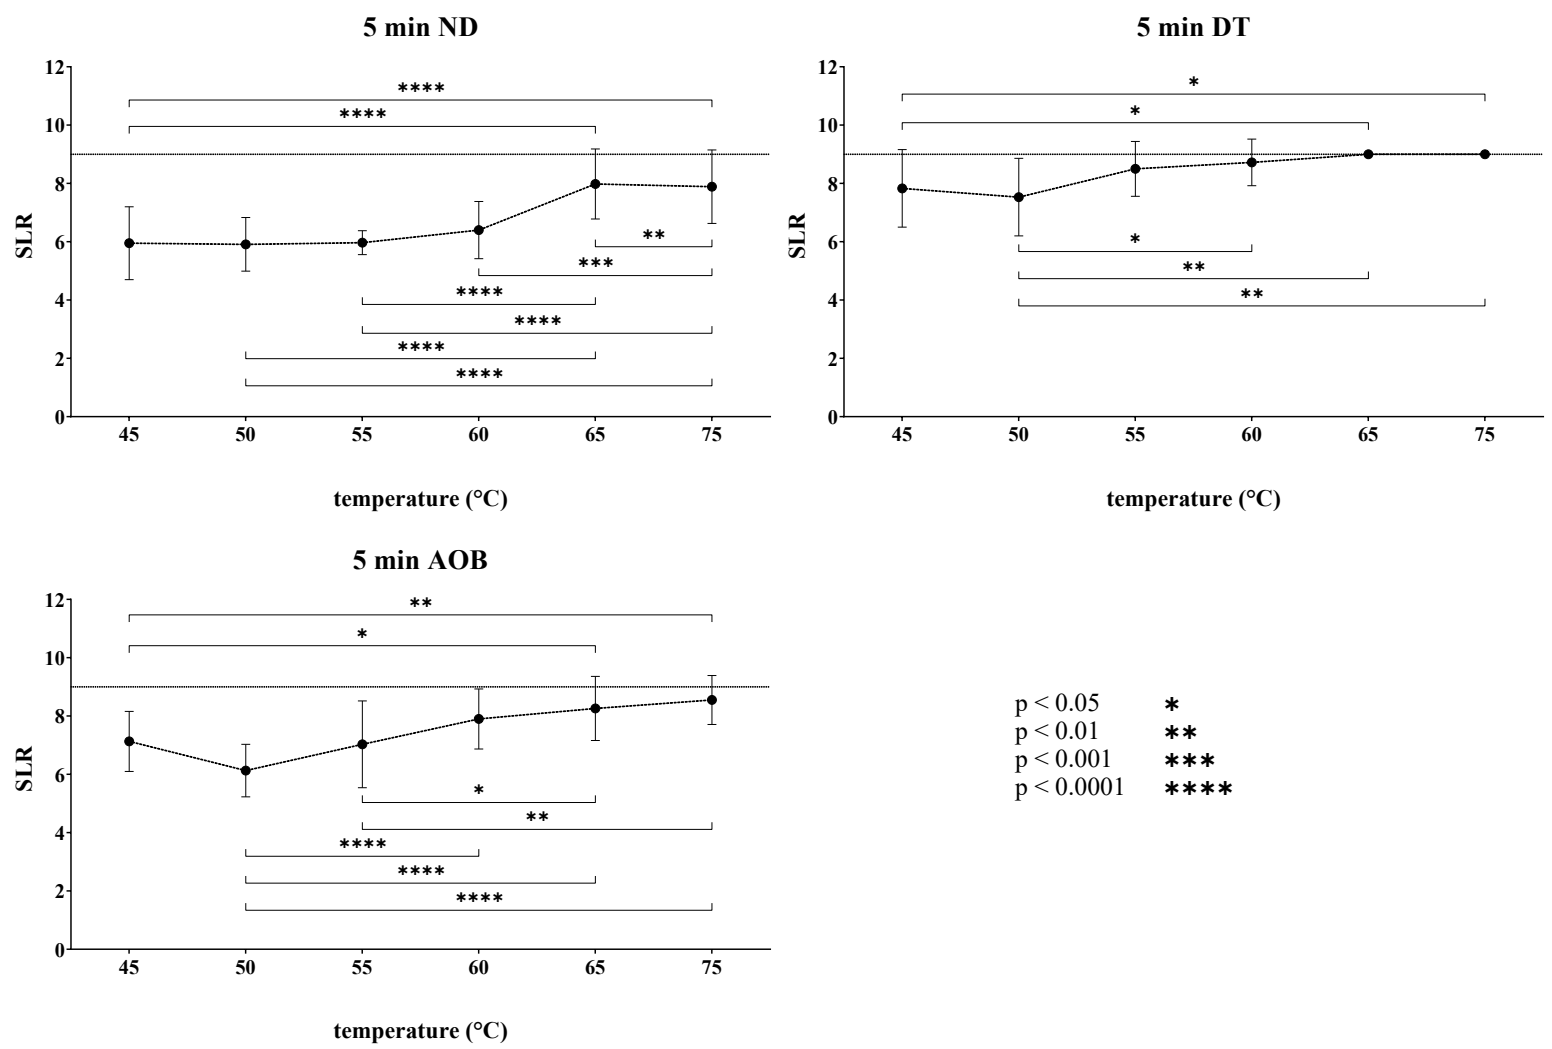 5 min ND
12
10
8
6
4
2
0
SLR
****
****
**
***
****
****
****
****
45 50 55 60 65 75
temperature (°C)
5 min DT
12
10
8
6
4
2
0
SLR
*
*
*
**
**
45 50 55 60 65 75
temperature (°C)
5 min AOB
12
10
8
6
4
2
0
SLR
**
*
*
**
****
****
****
45 50 55 60 65 75
temperature (°C)
p < 0.05 *
p < 0.01 **
p < 0.001 ***
p < 0.0001 ****